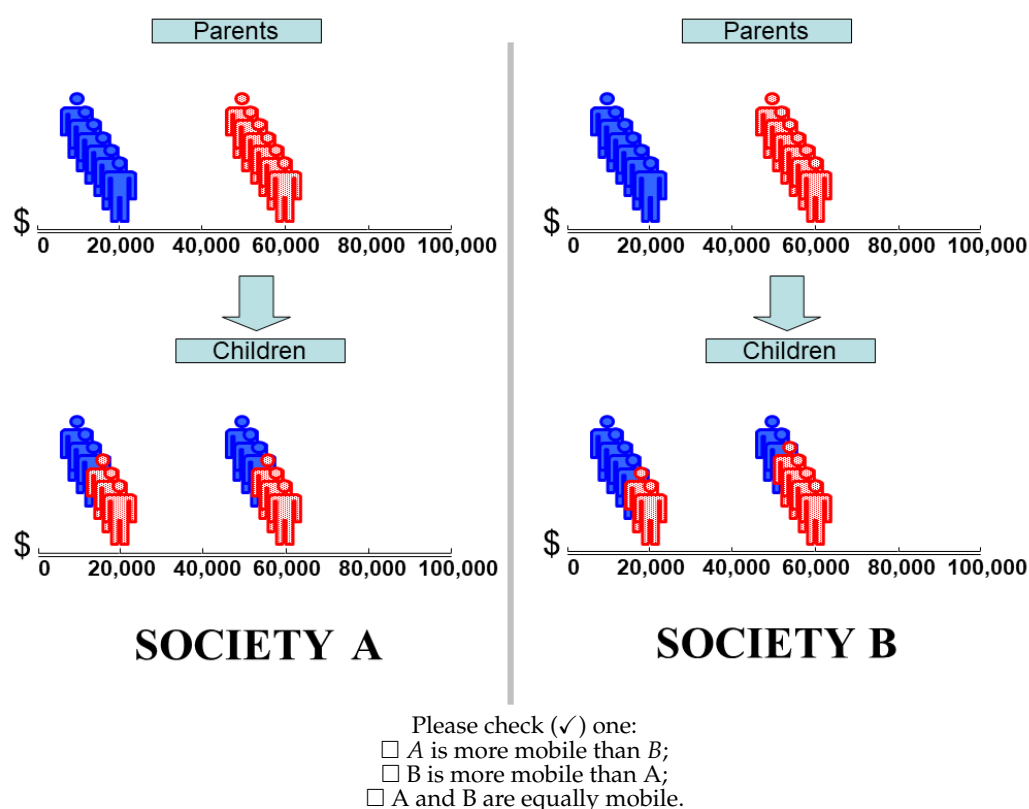 Parents
$
0 20,000 40,000 60,000 80,000 100,000
Children
$
0 20,000 40,000 60,000 80,000 100,000
SOCIETY A
Parents
$
0 20,000 40,000 60,000 80,000 100,000
Children
$
0 20,000 40,000 60,000 80,000 100,000
SOCIETY B
Please check (✓) one:
☐ A is more mobile than B;
☐ B is more mobile than A;
☐ A and B are equally mobile.